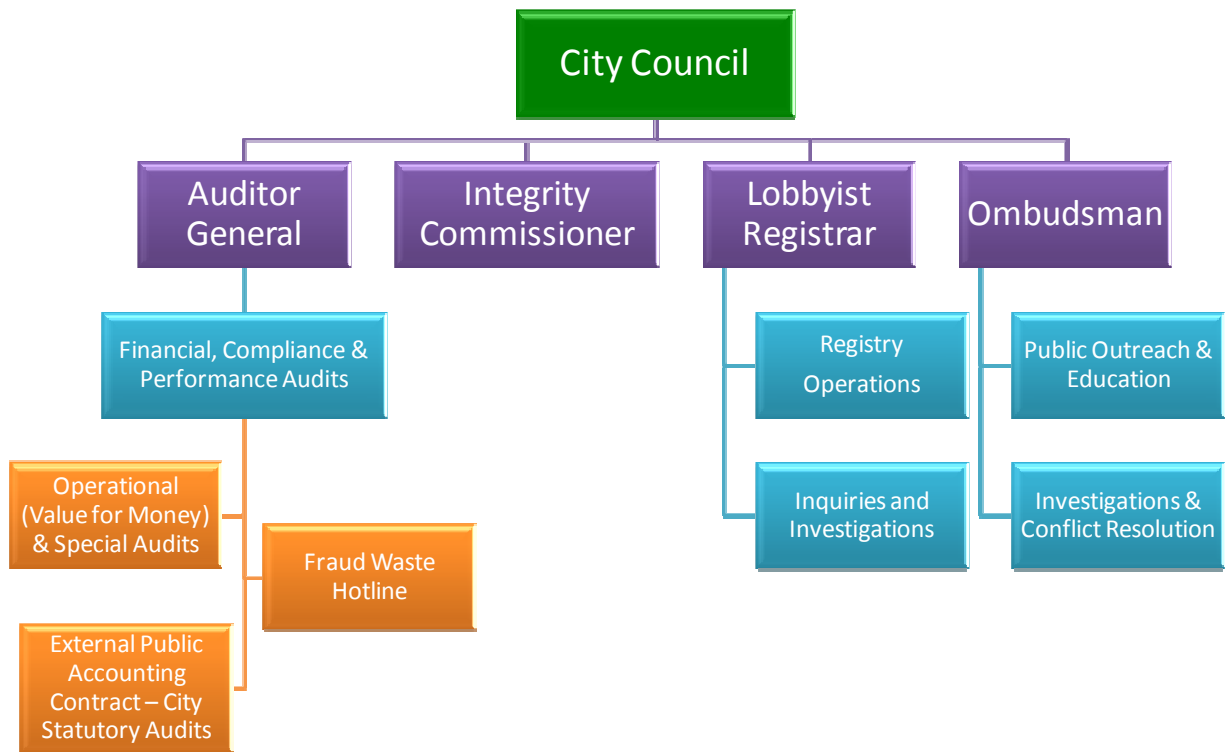 City Council
Auditor
General
Integrity
Commissioner
Lobbyist
Registrar
Ombudsman
Financial, Compliance &
Performance Audits
Registry
Operations
Public Outreach &
Education
Operational
(Value for Money)
& Special Audits
Fraud Waste
Hotline
Inquiries and
Investigations
Investigations &
Conflict Resolution
External Public
Accounting
Contract – City
Statutory Audits